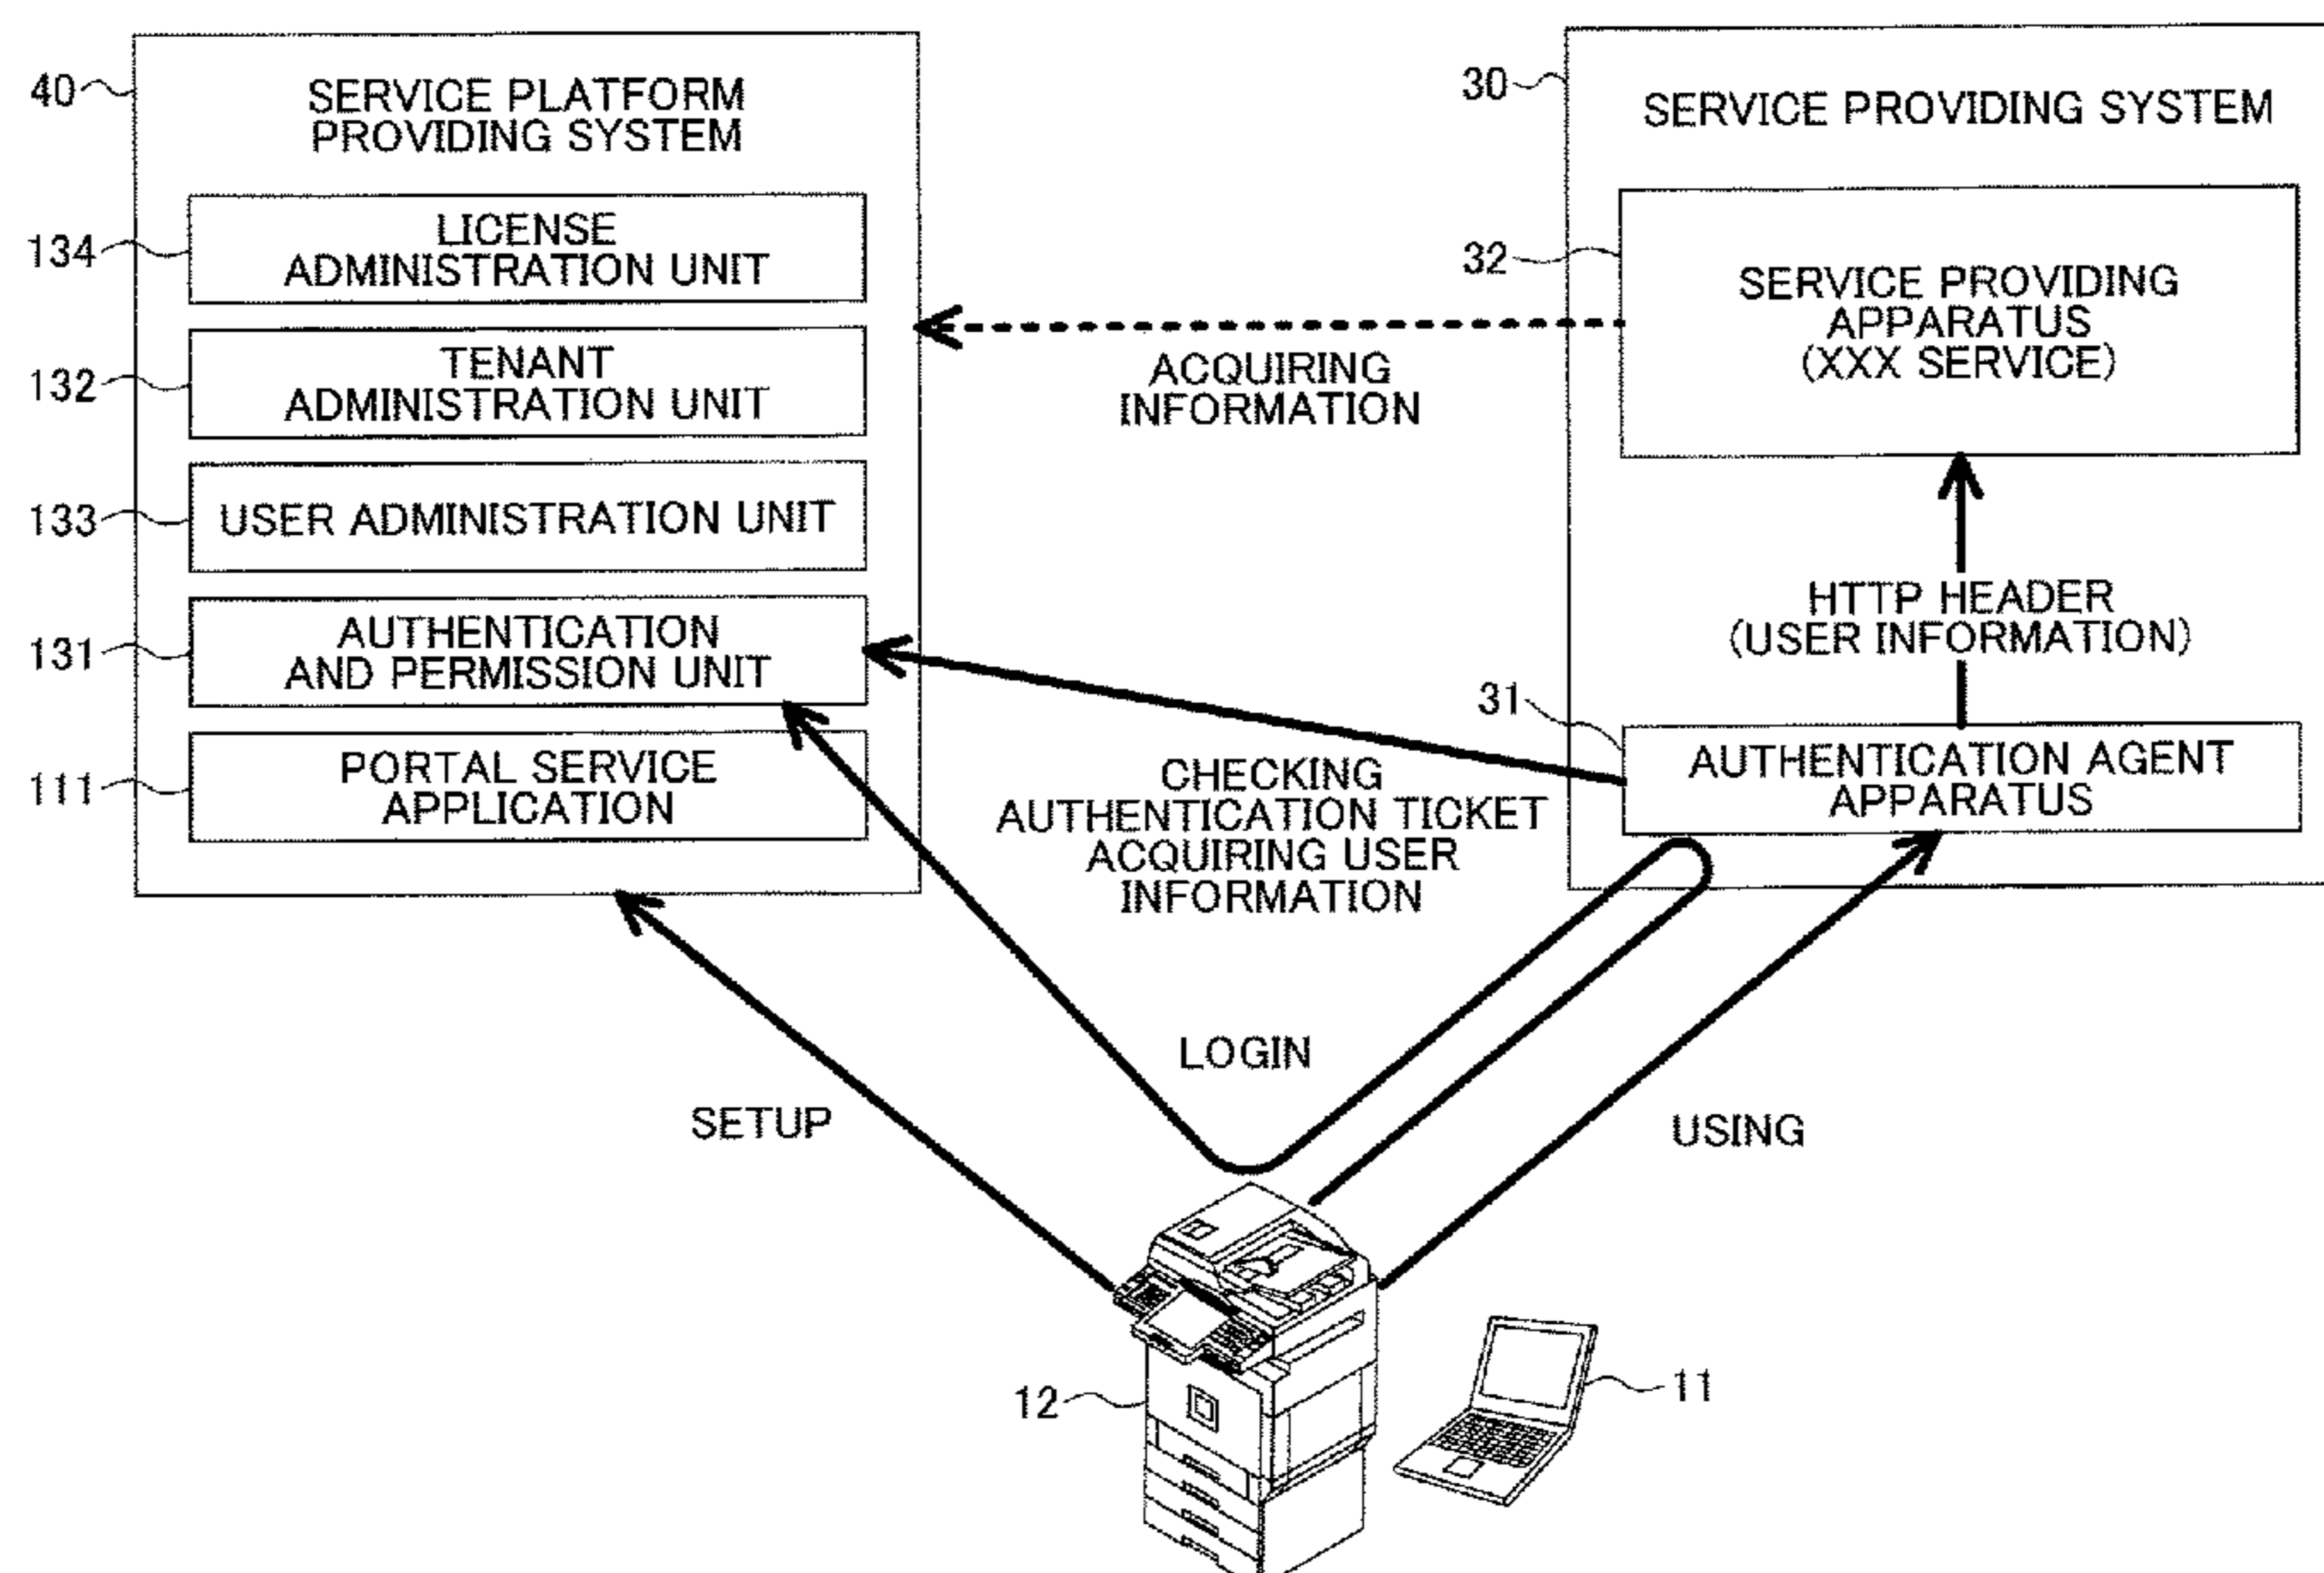 40
SERVICE PLATFORM
PROVIDING SYSTEM
134
LICENSE
ADMINISTRATION UNIT
132
TENANT
ADMINISTRATION UNIT
133
USER ADMINISTRATION UNIT
131
AUTHENTICATION
AND PERMISSION UNIT
111
PORTAL SERVICE
APPLICATION
ACQUIRING
INFORMATION
30
SERVICE PROVIDING SYSTEM
32
SERVICE PROVIDING
APPARATUS
(XXX SERVICE)
HTTP HEADER
(USER INFORMATION)
31
AUTHENTICATION AGENT
APPARATUS
CHECKING
AUTHENTICATION TICKET
ACQUIRING USER
INFORMATION
LOGIN
SETUP
USING
12
11